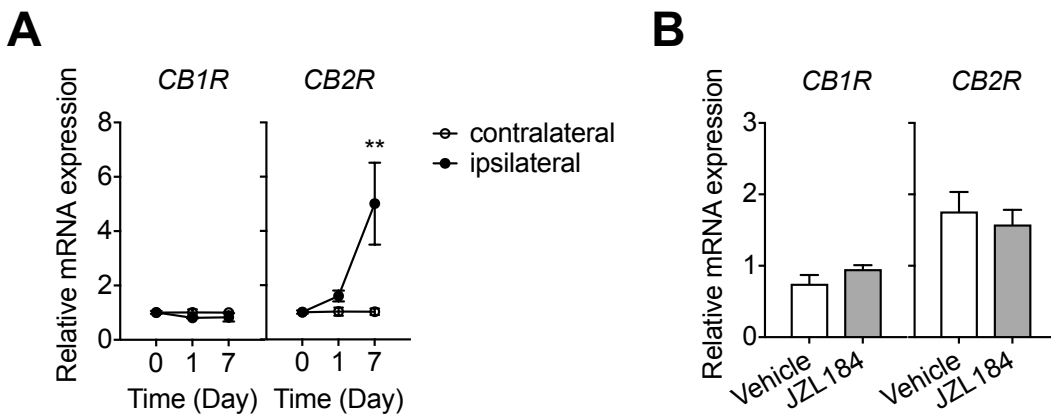 A
CB1R
CB2R
Relative mRNA expression
8
6
4
2
0
**
0 1 7
0 1 7
Time (Day)
Time (Day)
contralateral
ipsilateral
B
CB1R
CB2R
Relative mRNA expression
3
2
1
0
Vehicle
JZL184
Vehicle
JZL184